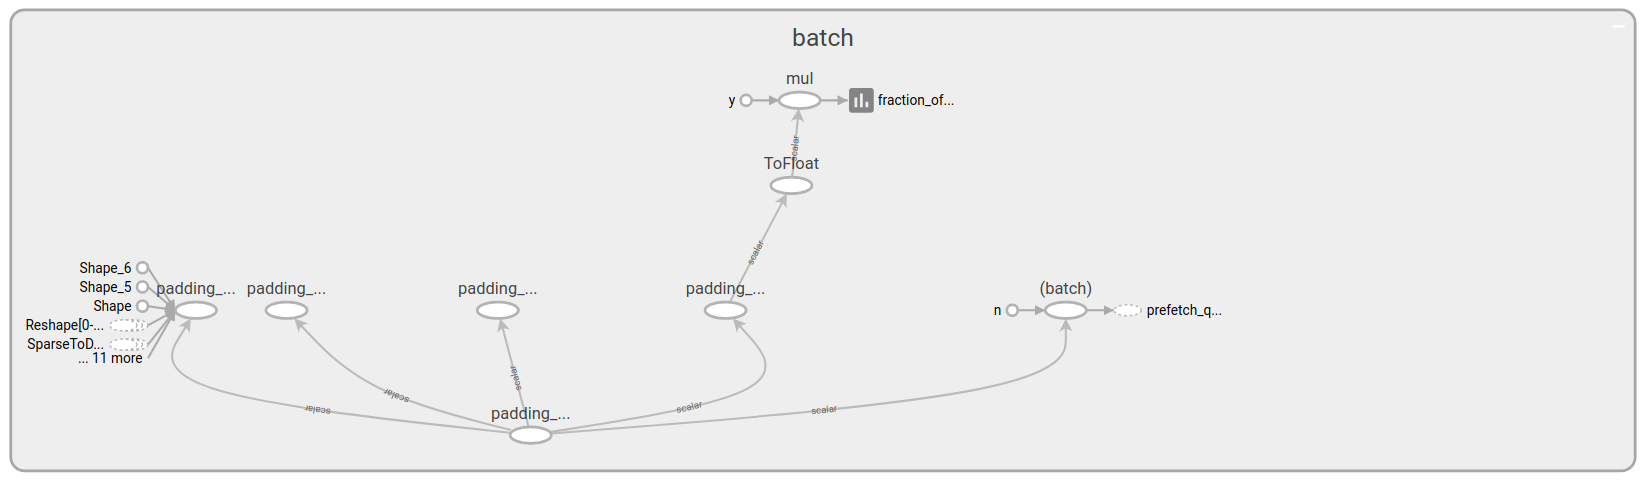 batch
mul
y
fraction_of...
scalar
ToFloat
scalar
Shape_6
Shape_5
Shape
Reshape[0-...
SparseToD...
... 11 more
padding_...
padding_...
padding_...
padding_...
(batch)
n
prefetch_q...
scalar
scalar
scalar
scalar
scalar
padding_...